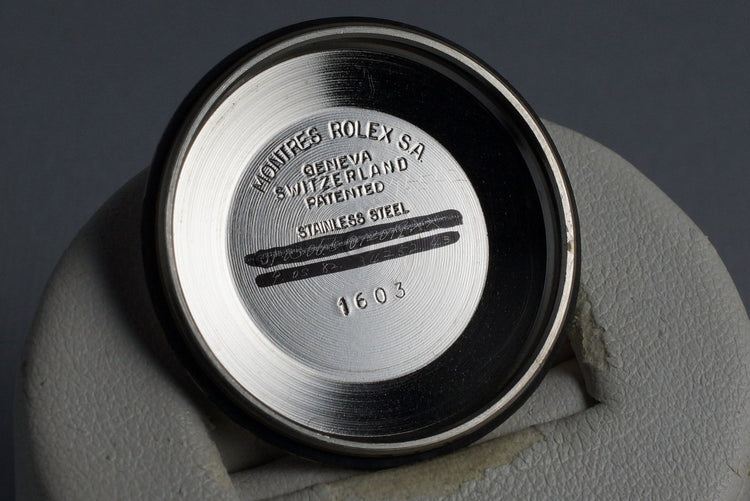 MONTRES ROLEX S.A.
GENEVA
SWITZERLAND
PATENTED
STAINLESS STEEL
1603